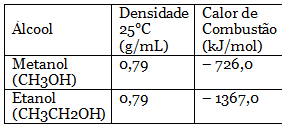 Álcool
Densidade
25°C
(g/mL)
Calor de
Combustão
(kJ/mol)
Metanol
(CH3OH)
0,79
– 726,0
Etanol
(CH3CH2OH)
0,79
– 1367,0